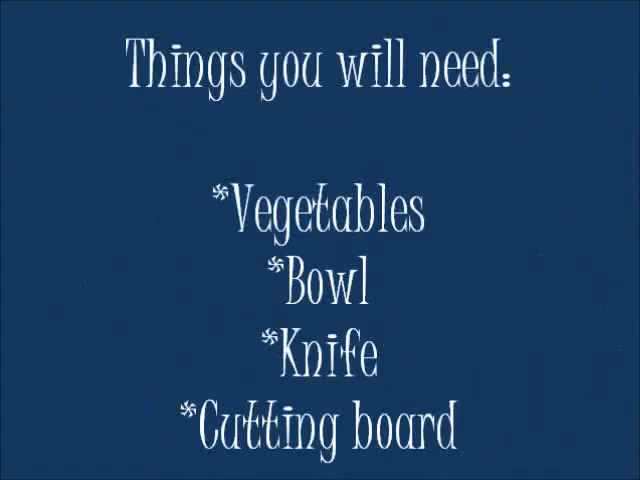 Things you will need:
*Vegetables
*Bowl
*Knife
*Cutting board